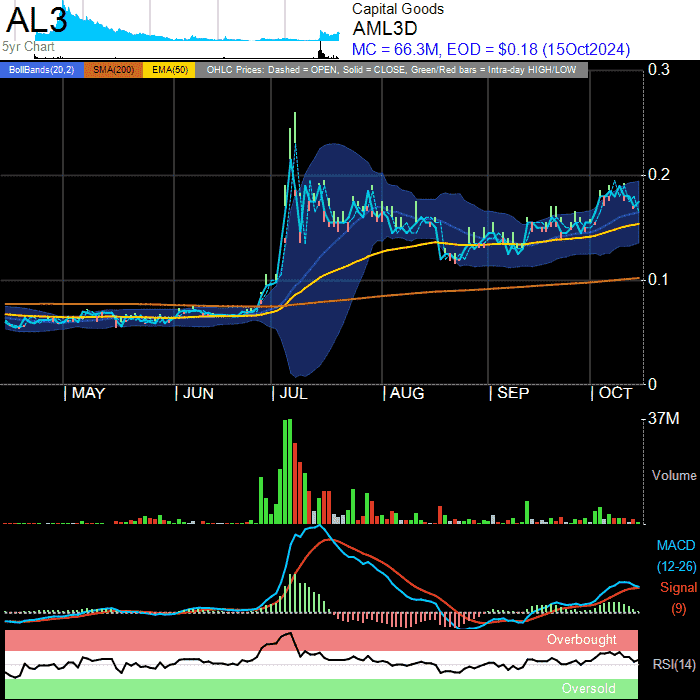 AL3
Capital Goods
AML3D
5yr Chart
MC = 66.3M, EOD = $0.18 (15Oct2024)
BollBands(20,2) SMA(200) EMA(50) OHLC Prices: Dashed = OPEN, Solid = CLOSE, Green/Red bars = Intra-day HIGH/LOW
0.3
0.2
0.1
0
| MAY | JUN | JUL | AUG | SEP | OCT
37M
Volume
MACD
(12-26)
Signal
(9)
Overbought
RSI(14)
Oversold